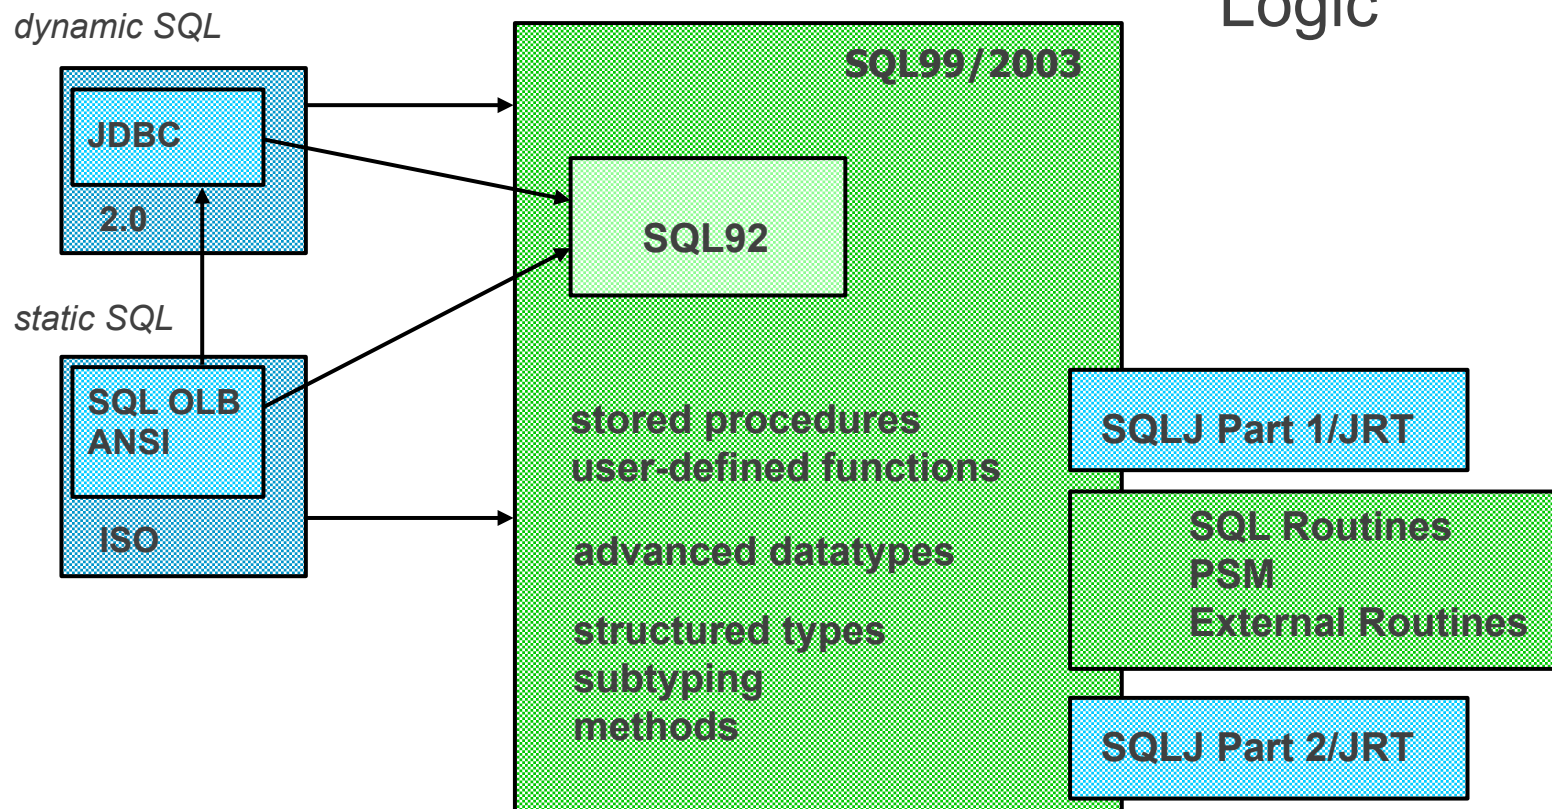 Logic
dynamic SQL
SQL99/2003
JDBC
2.0
SQL92
static SQL
SQL OLB
ANSI
ISO
stored procedures
user-defined functions
advanced datatypes
structured types
subtyping
methods
SQLJ Part 1/JRT
SQL Routines
PSM
External Routines
SQLJ Part 2/JRT